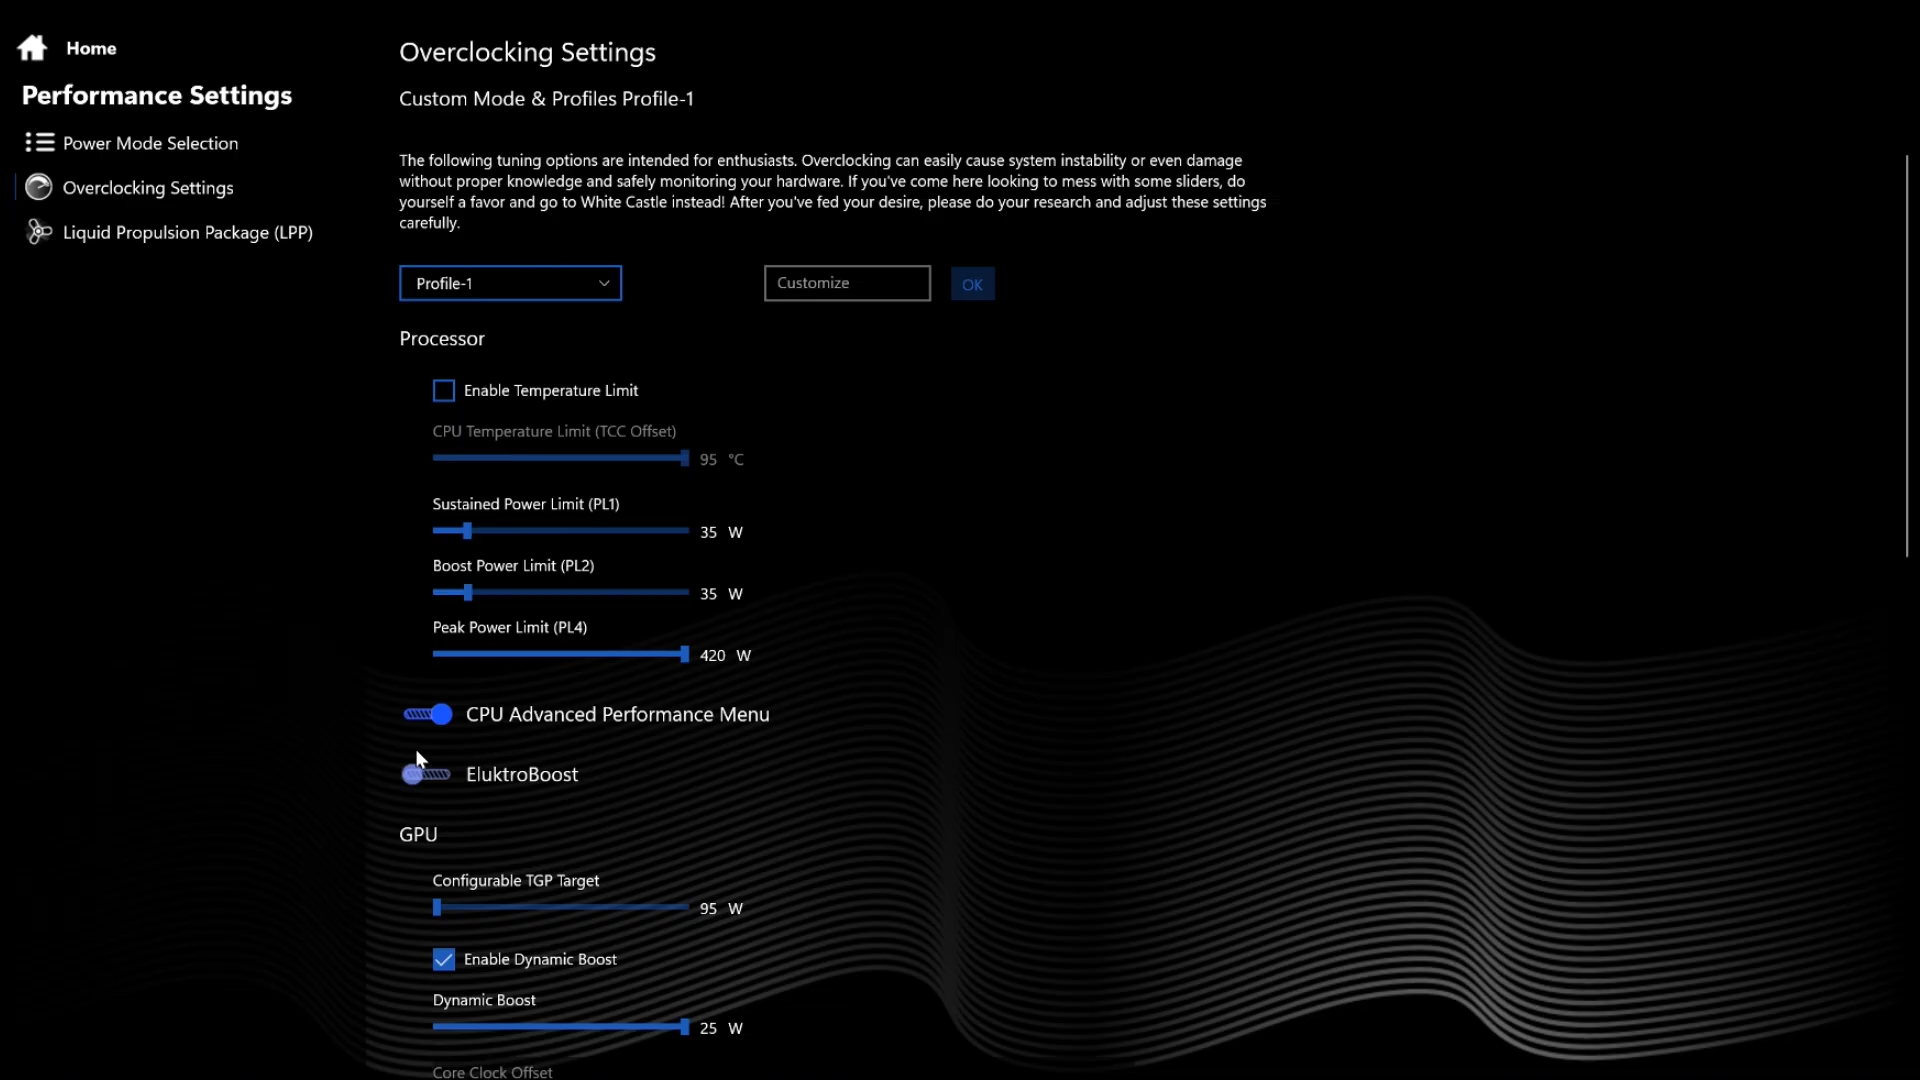 Home
Performance Settings
Power Mode Selection
Overclocking Settings
Liquid Propulsion Package (LPP)
Overclocking Settings
Custom Mode & Profiles Profile-1
The following tuning options are intended for enthusiasts. Overclocking can easily cause system instability or even damage
without proper knowledge and safely monitoring your hardware. If you've come here looking to mess with some sliders, do
yourself a favor and go to White Castle instead! After you've fed your desire, please do your research and adjust these settings
carefully.
Profile-1
Customize
OK
Processor
Enable Temperature Limit
CPU Temperature Limit (TCC Offset)
95 °C
Sustained Power Limit (PL1)
35 W
Boost Power Limit (PL2)
35 W
Peak Power Limit (PL4)
420 W
CPU Advanced Performance Menu
EluktroBoost
GPU
Configurable TGP Target
95 W
Enable Dynamic Boost
Dynamic Boost
25 W
Core Clock Offset